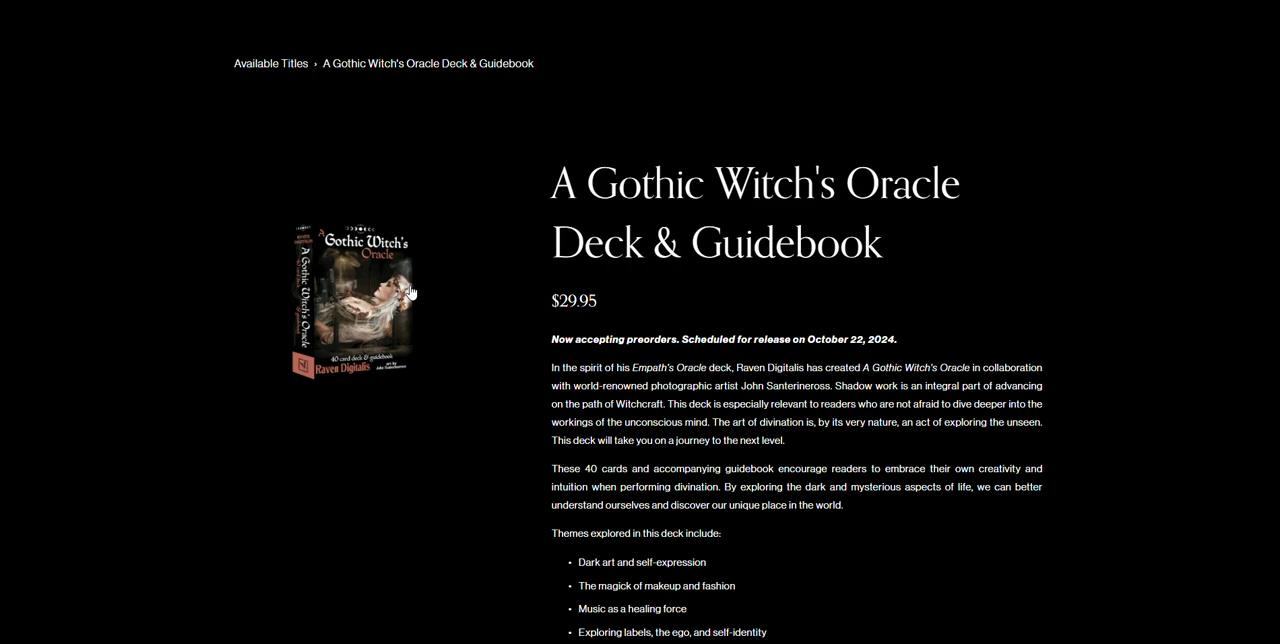 Available Titles › A Gothic Witch's Oracle Deck & Guidebook
A Gothic Witch's
Oracle
A Gothic Witch's Oracle
40 card deck & guidebook
Raven Digitalis
art by
John Santerineross
A Gothic Witch's Oracle
Deck & Guidebook
$29.95
Now accepting preorders. Scheduled for release on October 22, 2024.
In the spirit of his Empath's Oracle deck, Raven Digitalis has created A Gothic Witch's Oracle in collaboration
with world-renowned photographic artist John Santerineross. Shadow work is an integral part of advancing
on the path of Witchcraft. This deck is especially relevant to readers who are not afraid to dive deeper into the
workings of the unconscious mind. The art of divination is, by its very nature, an act of exploring the unseen.
This deck will take you on a journey to the next level.
These 40 cards and accompanying guidebook encourage readers to embrace their own creativity and
intuition when performing divination. By exploring the dark and mysterious aspects of life, we can better
understand ourselves and discover our unique place in the world.
Themes explored in this deck include:
• Dark art and self-expression
• The magick of makeup and fashion
• Music as a healing force
• Exploring labels, the ego, and self-identity